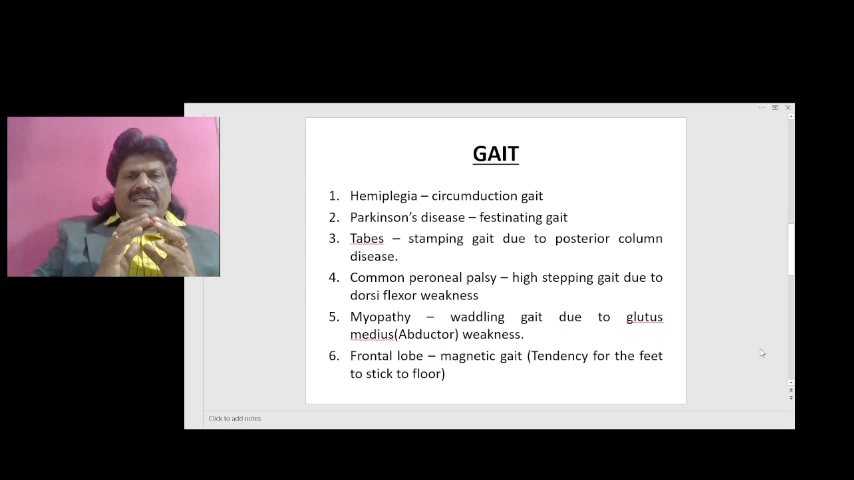 GAIT
1. Hemiplegia – circumduction gait
2. Parkinson's disease – festinating gait
3. Tabes – stamping gait due to posterior column
disease.
4. Common peroneal palsy – high stepping gait due to
dorsi flexor weakness
5. Myopathy – waddling gait due to glutus
medius(Abductor) weakness.
6. Frontal lobe – magnetic gait (Tendency for the feet
to stick to floor)
Click to add notes